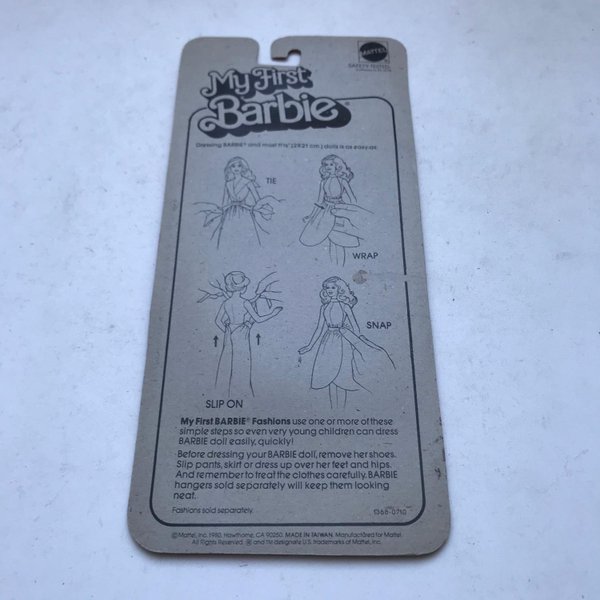 MATTEL
SAFETY TESTED
My First
Barbie®
Dressing BARBIE® and most 11½" (29.21 cm) dolls is as easy as
TIE
WRAP
SLIP ON
SNAP
My First BARBIE® Fashions use one or more of these
simple steps so even very young children can dress
BARBIE doll easily, quickly!
Before dressing your BARBIE doll, remove her shoes.
Slip pants, skirt or dress up over her feet and hips.
And remember to treat the clothes carefully. BARBIE
hangers sold separately will keep them looking
neat.
Fashions sold separately.
1366-0710
©Mattel, Inc. 1980, Hawthorne, CA 90250. MADE IN TAIWAN. Manufactured for Mattel.
All Rights Reserved. ® and TM designate U.S. trademarks of Mattel, Inc.